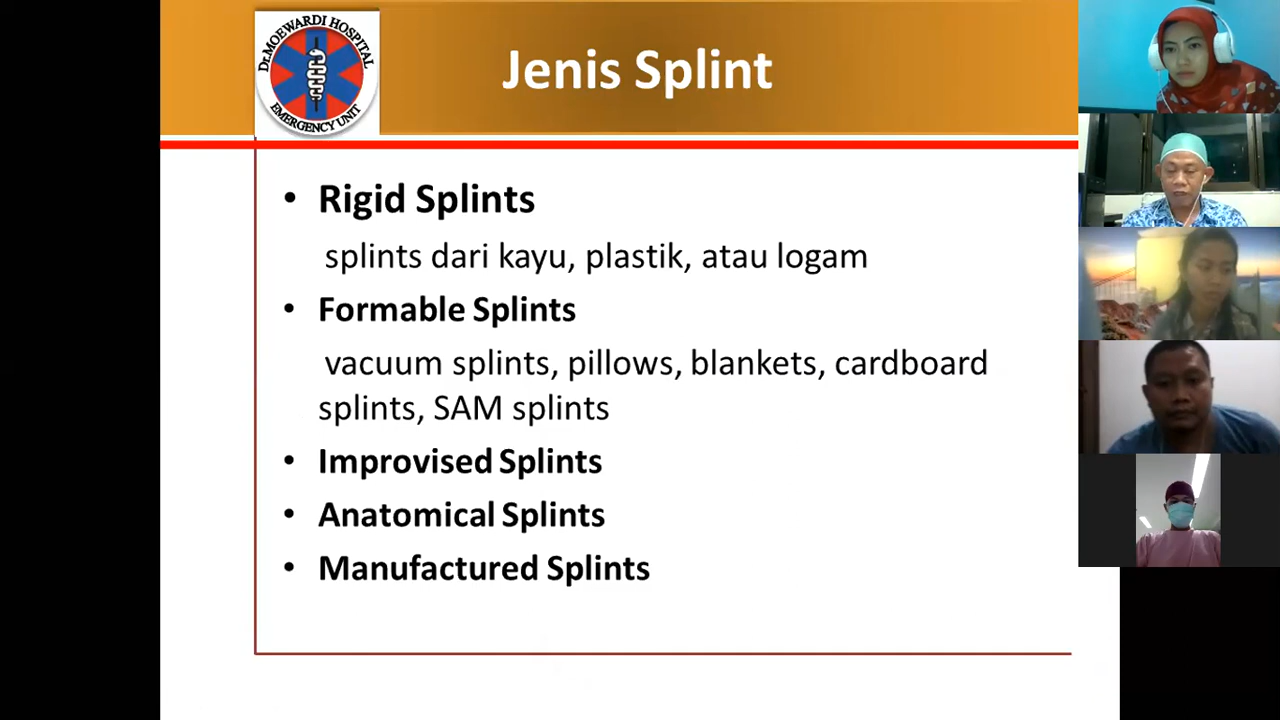 Dr.MOEWARDI HOSPITAL
EMERGENCY UNIT
Jenis Splint
• Rigid Splints
splints dari kayu, plastik, atau logam
• Formable Splints
vacuum splints, pillows, blankets, cardboard
splints, SAM splints
• Improvised Splints
• Anatomical Splints
• Manufactured Splints